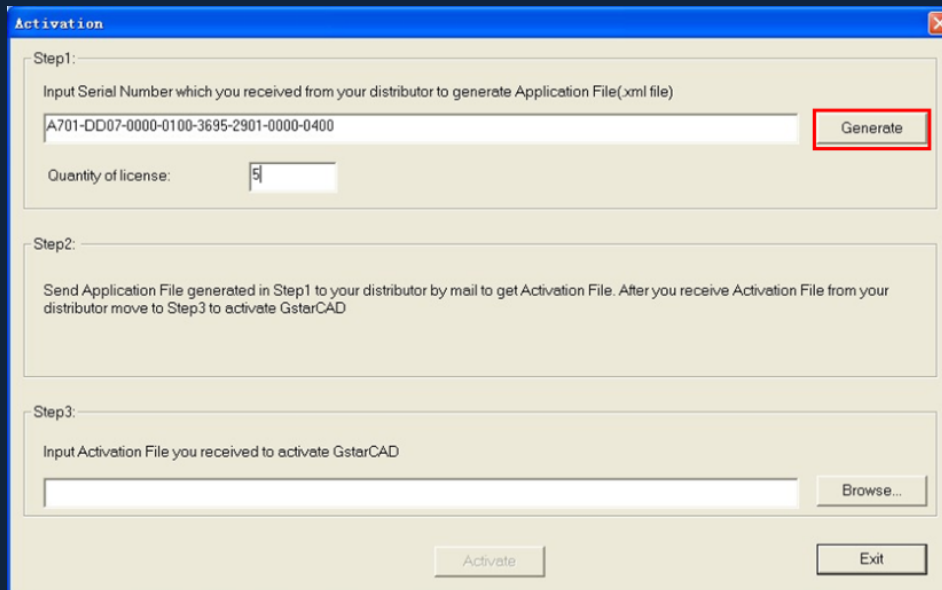 Activation
Step1:
Input Serial Number which you received from your distributor to generate Application File(.xml file)
A701-DD07-0000-0100-3695-2901-0000-0400
Generate
Quantity of license:
5
Step2:
Send Application File generated in Step1 to your distributor by mail to get Activation File. After you receive Activation File from your
distributor move to Step3 to activate GstarCAD
Step3:
Input Activation File you received to activate GstarCAD
Browse...
Activate
Exit